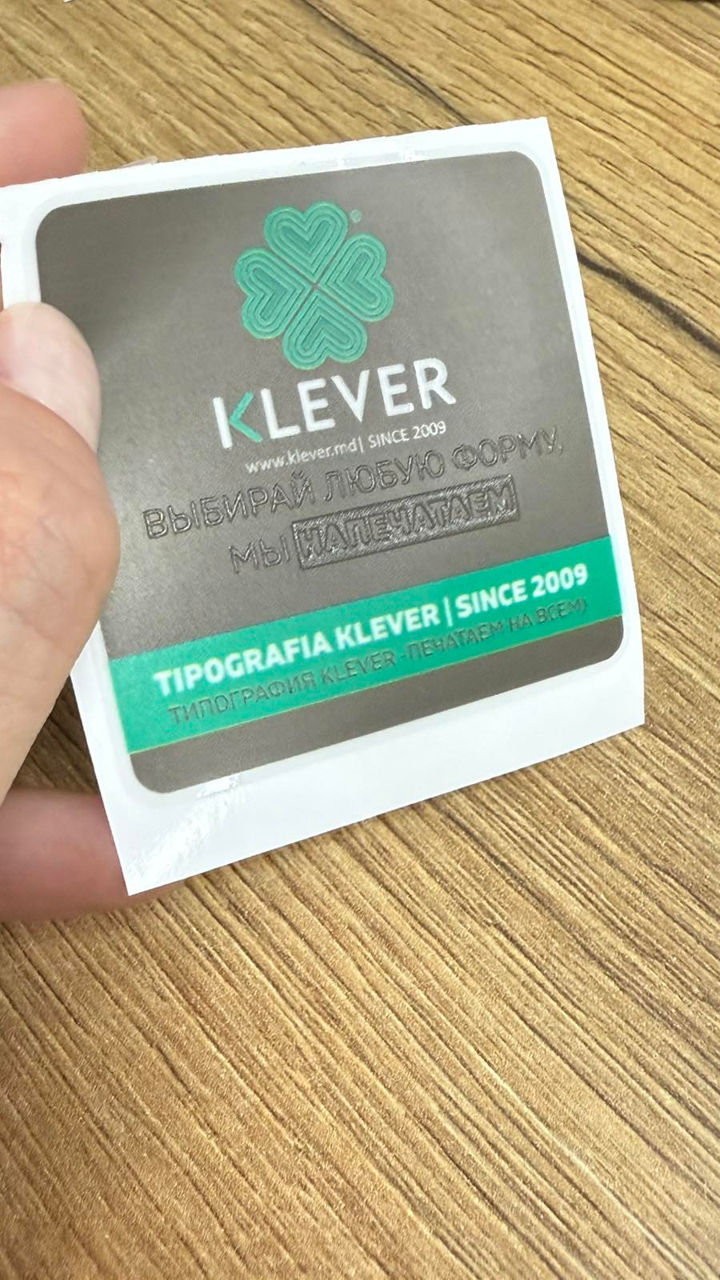 ®
KLEVER
www.klever.md| SINCE 2009
ВЫБИРАЙ ЛЮБУЮ ФОРМУ,
МЫ НАПЕЧАТАЕМ
TIPOGRAFIA KLEVER | SINCE 2009
ТИПОГРАФИЯ KLEVER -ПЕЧАТАЕМ НА ВСЕМ)